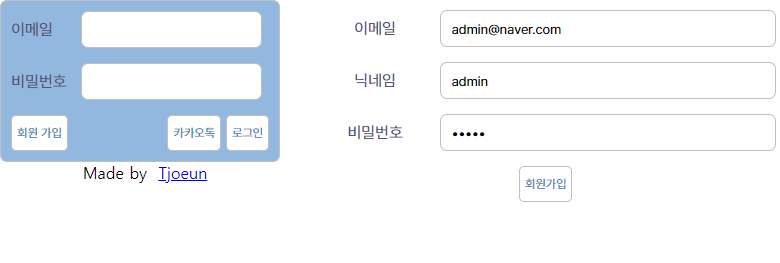 이메일
비밀번호
회원 가입 카카오톡 로그인
Made by Tjoeun
이메일 admin@naver.com
닉네임 admin
비밀번호 •••••
회원가입